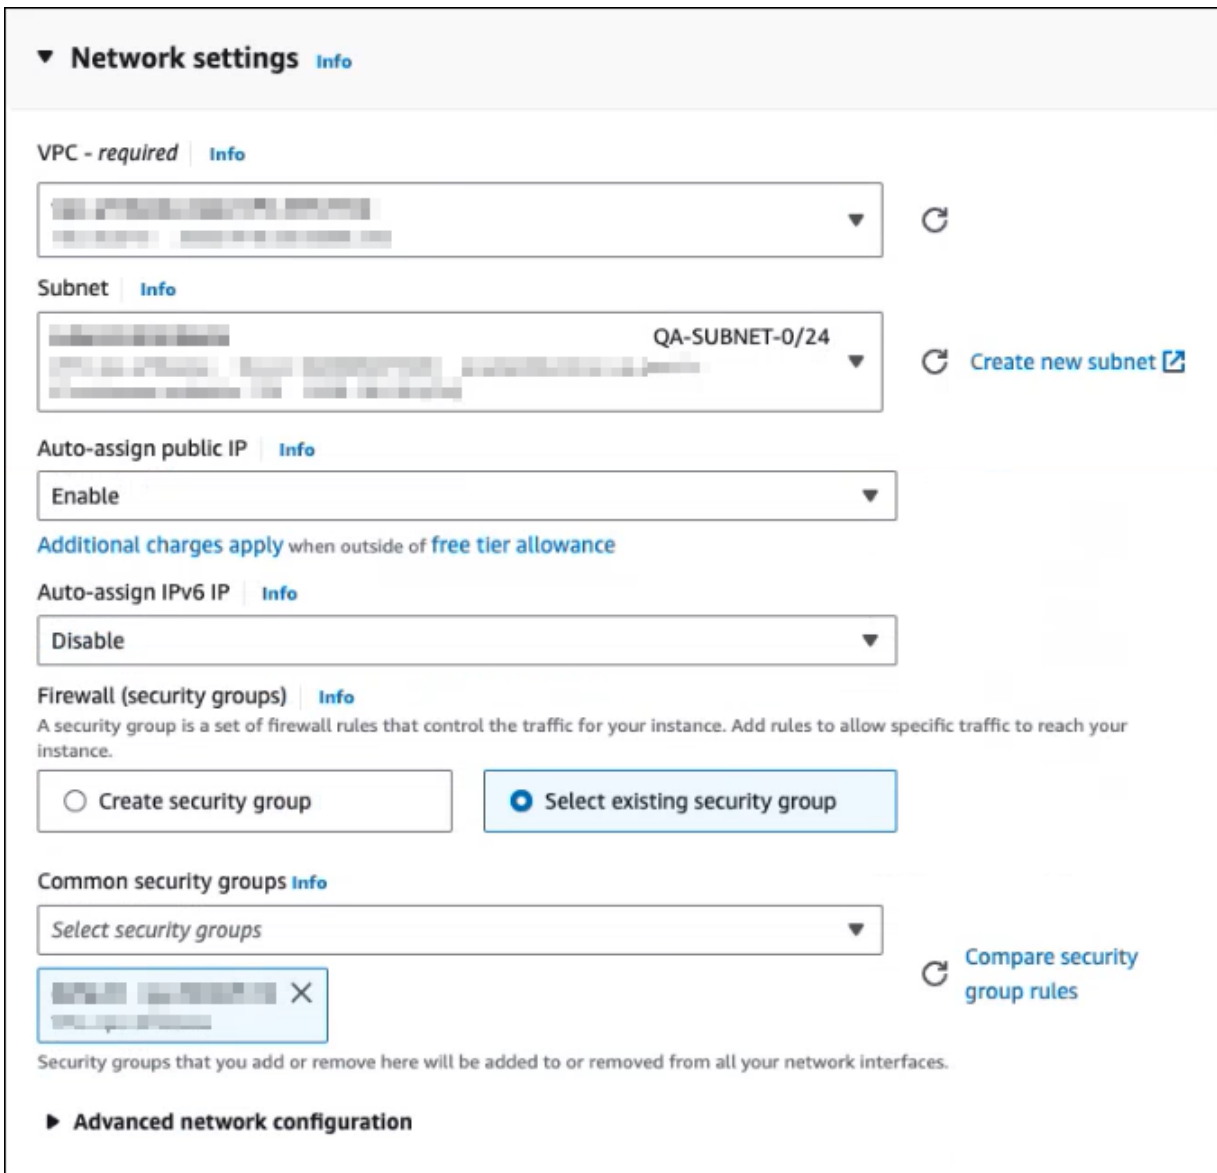 Network settings Info
VPC - required Info
Subnet Info
QA-SUBNET-0/24
Create new subnet
Auto-assign public IP Info
Enable
Additional charges apply when outside of free tier allowance
Auto-assign IPv6 IP Info
Disable
Firewall (security groups) Info
A security group is a set of firewall rules that control the traffic for your instance. Add rules to allow specific traffic to reach your
instance.
Create security group
Select existing security group
Common security groups Info
Select security groups
Compare security
group rules
Security groups that you add or remove here will be added to or removed from all your network interfaces.
Advanced network configuration